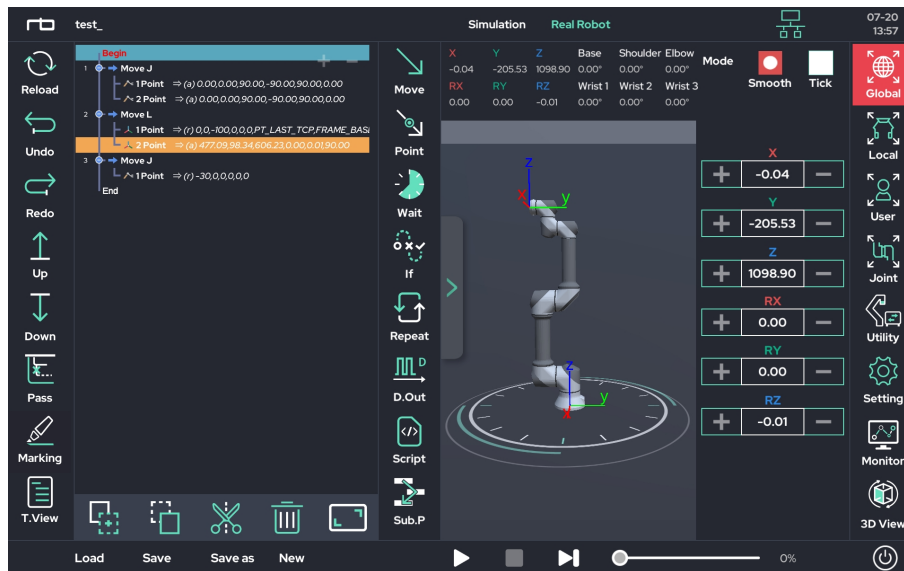 test_
Simulation
Real Robot
07-20
13:57
Reload
Undo
Redo
Up
Down
Pass
Marking
T.View
Begin
1 Move J
1 Point ⇒ (a) 0.00,0.00,90.00,-90.00,90.00,0.00
2 Point ⇒ (a) 0.00,0.00,90.00,-90.00,90.00,0.00
2 Move L
1 Point ⇒ (r) 0,0,-100,0,0,0,PT_LAST_TCP,FRAME_BAS
2 Point ⇒ (a) 477.09,98.34,606.23,0.00,0.01,90.00
3 Move J
1 Point ⇒ (r) -30,0,0,0,0,0
End
Move
Point
Wait
If
Repeat
D
D.Out
Script
Sub.P
X Y Z Base Shoulder Elbow
-0.04 -205.53 1098.90 0.00° 0.00° 0.00°
RX RY RZ Wrist 1 Wrist 2 Wrist 3
0.00 0.00 -0.01 0.00° 0.00° 0.00°
Mode
Smooth
Tick
z
x
y
z
x
y
X
-0.04
Y
-205.53
Z
1098.90
RX
0.00
RY
0.00
RZ
-0.01
Global
Local
User
Joint
Utility
Setting
Monitor
3D View
Load
Save
Save as
New
0%